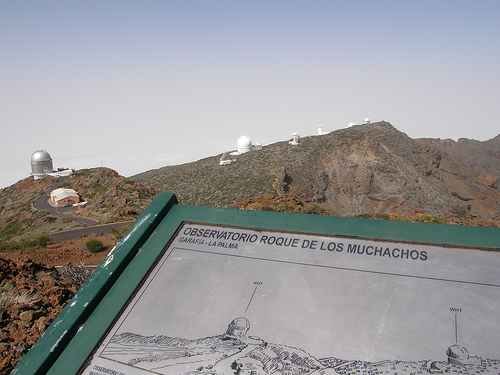 OBSERVATORIO ROQUE DE LOS MUCHACHOS
GARAFIA - LA PALMA
NOT
WHT